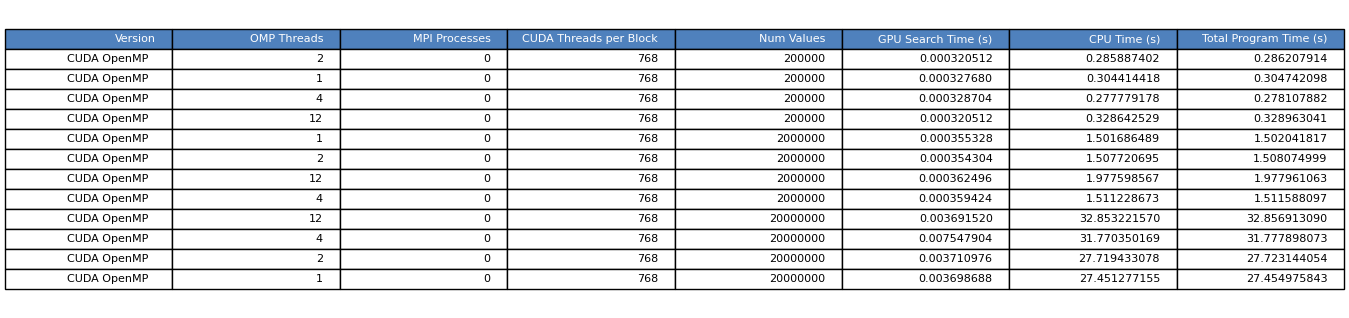 Version OMP Threads MPI Processes CUDA Threads per Block Num Values GPU Search Time (s) CPU Time (s) Total Program Time (s)
CUDA OpenMP 2 0 768 200000 0.000320512 0.285887402 0.286207914
CUDA OpenMP 1 0 768 200000 0.000327680 0.304414418 0.304742098
CUDA OpenMP 4 0 768 200000 0.000328704 0.277779178 0.278107882
CUDA OpenMP 12 0 768 200000 0.000320512 0.328642529 0.328963041
CUDA OpenMP 1 0 768 2000000 0.000355328 1.501686489 1.502041817
CUDA OpenMP 2 0 768 2000000 0.000354304 1.507720695 1.508074999
CUDA OpenMP 12 0 768 2000000 0.000362496 1.977598567 1.977961063
CUDA OpenMP 4 0 768 2000000 0.000359424 1.511228673 1.511588097
CUDA OpenMP 12 0 768 20000000 0.003691520 32.853221570 32.856913090
CUDA OpenMP 4 0 768 20000000 0.007547904 31.770350169 31.777898073
CUDA OpenMP 2 0 768 20000000 0.003710976 27.719433078 27.723144054
CUDA OpenMP 1 0 768 20000000 0.003698688 27.451277155 27.454975843